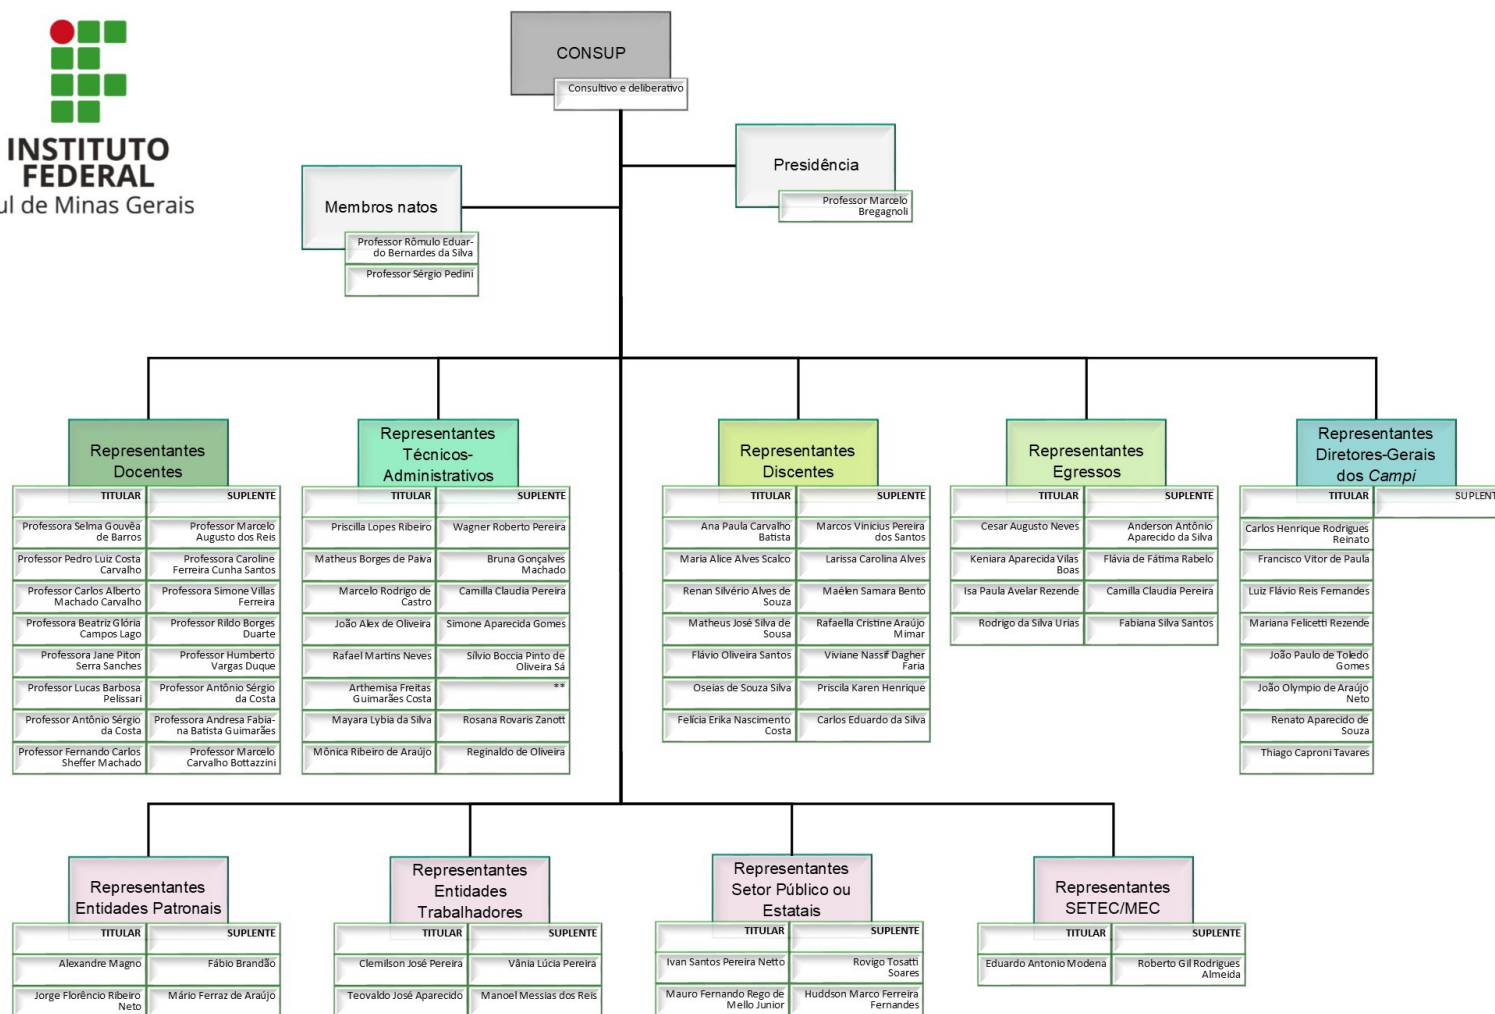 INSTITUTO
FEDERAL
ul de Minas Gerais
CONSUP
Consultivo e deliberativo
Presidência
Professor Marcelo
Bregagnoli
Membros natos
Professor Rômulo Eduar-
do Bernardes da Silva
Professor Sérgio Pedini
Representantes
Docentes
TITULAR SUPLENTE
Professora Selma Gouvêa
de Barros
Professor Marcelo
Augusto dos Reis
Professor Pedro Luiz Costa
Carvalho
Professora Caroline
Ferreira Cunha Santos
Professor Carlos Alberto
Machado Carvalho
Professora Simone Villas
Ferreira
Professora Beatriz Glória
Campos Lago
Professor Rildo Borges
Duarte
Professora Jane Piton
Serra Sanches
Professor Humberto
Vargas Duque
Professor Lucas Barbosa
Pelissari
Professor Antônio Sérgio
da Costa
Professor Antônio Sérgio
da Costa
Professora Andresa Fabia-
na Batista Guimarães
Professor Fernando Carlos
Sheffer Machado
Professor Marcelo
Carvalho Bottazzini
Representantes
Técnicos-
Administrativos
TITULAR SUPLENTE
Priscilla Lopes Ribeiro
Wagner Roberto Pereira
Matheus Borges de Paiva
Bruna Gonçalves
Machado
Marcelo Rodrigo de
Castro
Camilla Claudia Pereira
João Alex de Oliveira
Simone Aparecida Gomes
Rafael Martins Neves
Sílvio Boccia Pinto de
Oliveira Sá
Arthemisa Freitas
Guimarães Costa
**
Mayara Lybia da Silva
Rosana Rovaris Zanott
Mônica Ribeiro de Araújo
Reginaldo de Oliveira
Representantes
Discentes
TITULAR SUPLENTE
Ana Paula Carvalho
Batista
Marcos Vinicius Pereira
dos Santos
Maria Alice Alves Scalco
Larissa Carolina Alves
Renan Silvério Alves de
Souza
Maélen Samara Bento
Matheus José Silva de
Sousa
Rafaella Cristine Araújo
Mimar
Flávio Oliveira Santos
Viviane Nassif Dagher
Faria
Oseias de Souza Silva
Priscila Karen Henrique
Felícia Erika Nascimento
Costa
Carlos Eduardo da Silva
Representantes
Egressos
TITULAR SUPLENTE
Cesar Augusto Neves
Anderson Antônio
Aparecido da Silva
Keniara Aparecida Vilas
Boas
Flávia de Fátima Rabelo
Isa Paula Avelar Rezende
Camilla Claudia Pereira
Rodrigo da Silva Urias
Fabiana Silva Santos
Representantes
Diretores-Gerais
dos Campi
TITULAR SUPLENT
Carlos Henrique Rodrigues
Reinato
Francisco Vitor de Paula
Luiz Flávio Reis Fernandes
Mariana Felicetti Rezende
João Paulo de Toledo
Gomes
João Olympio de Araújo
Neto
Renato Aparecido de
Souza
Thiago Caproni Tavares
Representantes
Entidades Patronais
TITULAR SUPLENTE
Alexandre Magno
Fábio Brandão
Jorge Florêncio Ribeiro
Neto
Mário Ferraz de Araújo
Representantes
Entidades
Trabalhadores
TITULAR SUPLENTE
Clemilson José Pereira
Vânia Lúcia Pereira
Teovaldo José Aparecido
Manoel Messias dos Reis
Representantes
Setor Público ou
Estatais
TITULAR SUPLENTE
Ivan Santos Pereira Netto
Rovigo Tosatti
Soares
Mauro Fernando Rego de
Mello Junior
Huddson Marco Ferreira
Fernandes
Representantes
SETEC/MEC
TITULAR SUPLENTE
Eduardo Antonio Modena
Roberto Gil Rodrigues
Almeida